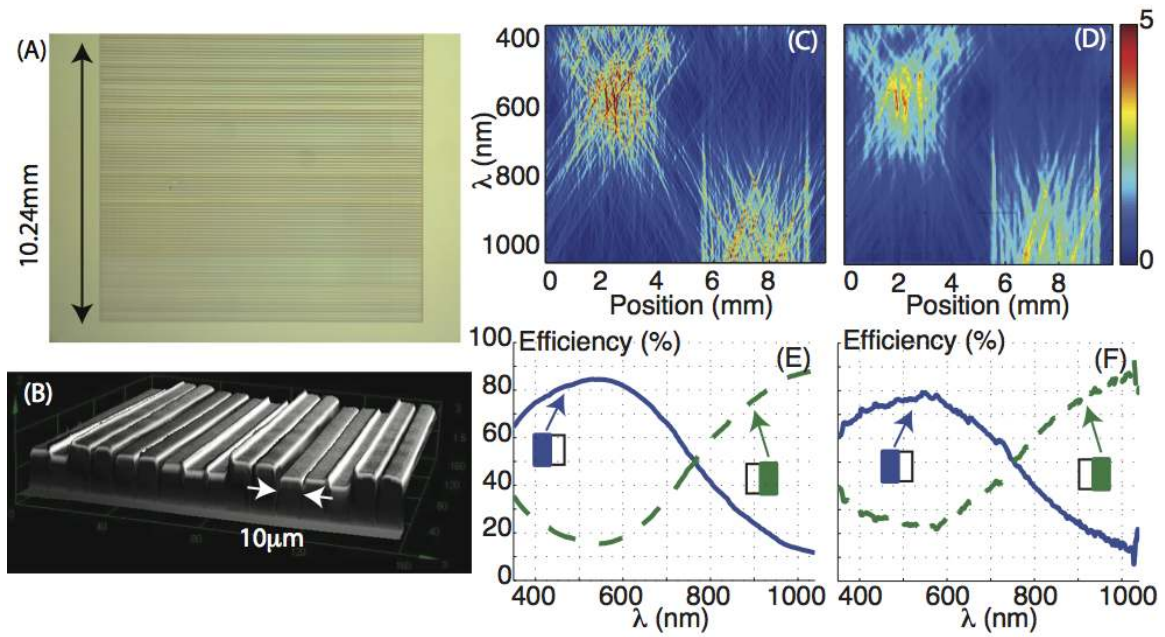 (A)
10.24mm
(B)
10μm
(C)
400
600
800
1000
λ (nm)
0 2 4 6 8
Position (mm)
(D)
0 2 4 6 8
Position (mm)
5
0
Efficiency (%)
(E)
100
80
60
40
20
0
400 600 800 1000
λ (nm)
Efficiency (%)
(F)
400 600 800 1000
λ (nm)